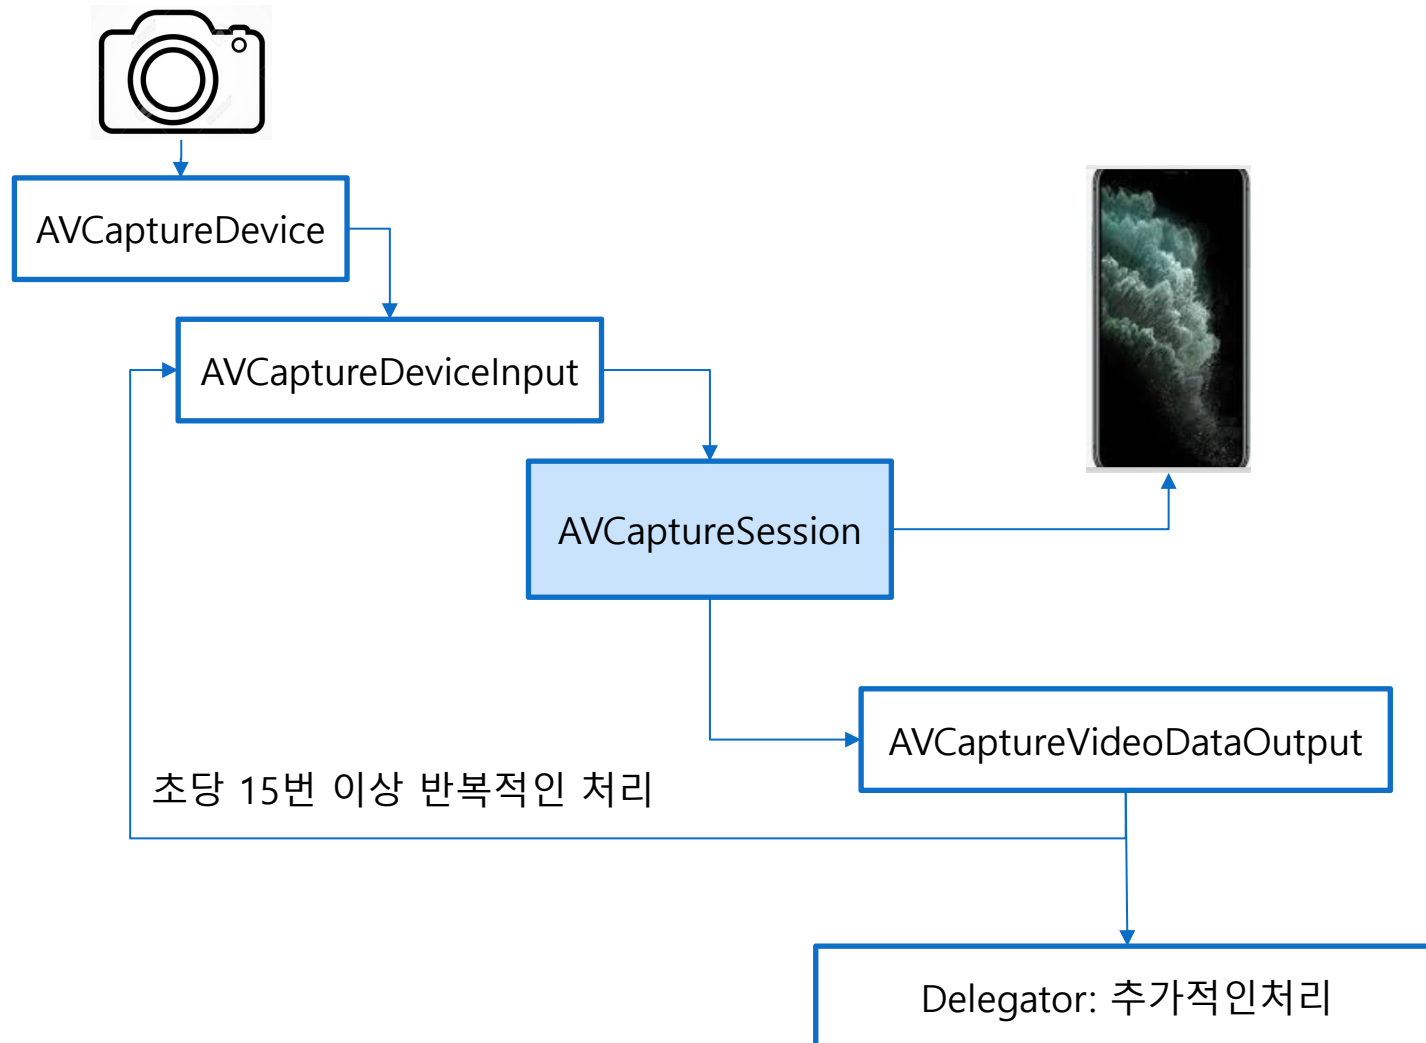 AVCaptureDevice
AVCaptureDeviceInput
AVCaptureSession
AVCaptureVideoDataOutput
초당 15번 이상 반복적인 처리
Delegator: 추가적인처리